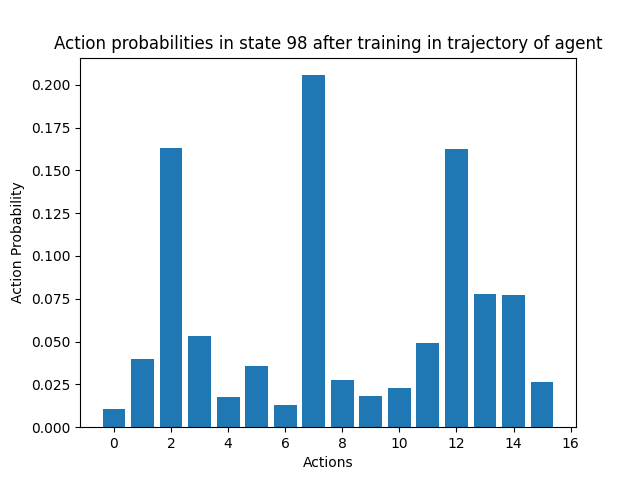 Action probabilities in state 98 after training in trajectory of agent
0.200
0.175
0.150
0.125
0.100
0.075
0.050
0.025
0.000
Action Probability
0 2 4 6 8 10 12 14 16
Actions